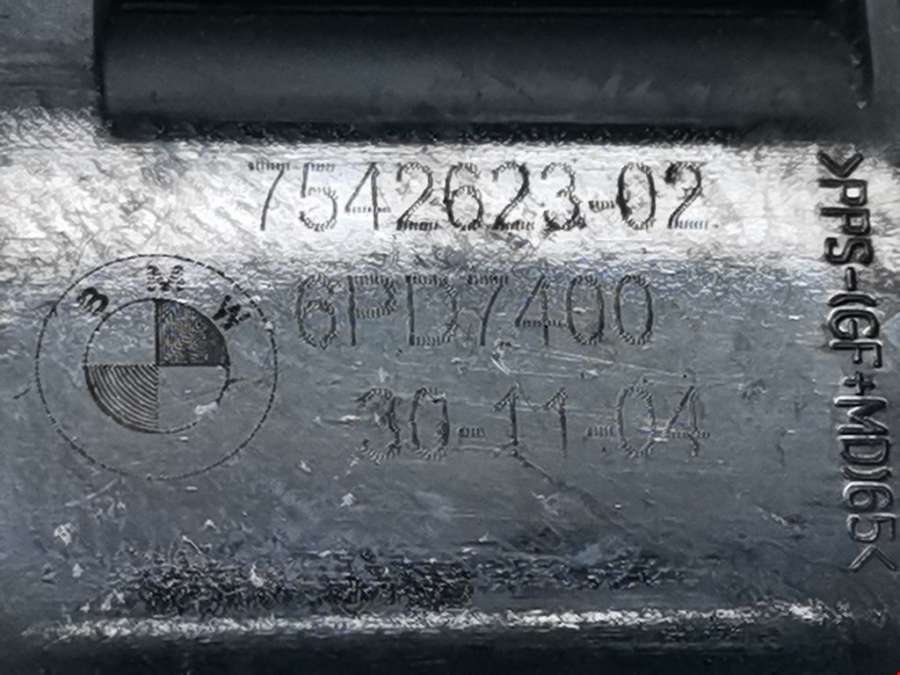 7542623-02
BMW
6PD7400
30-11-04
>PPS-(GF+MD)65<